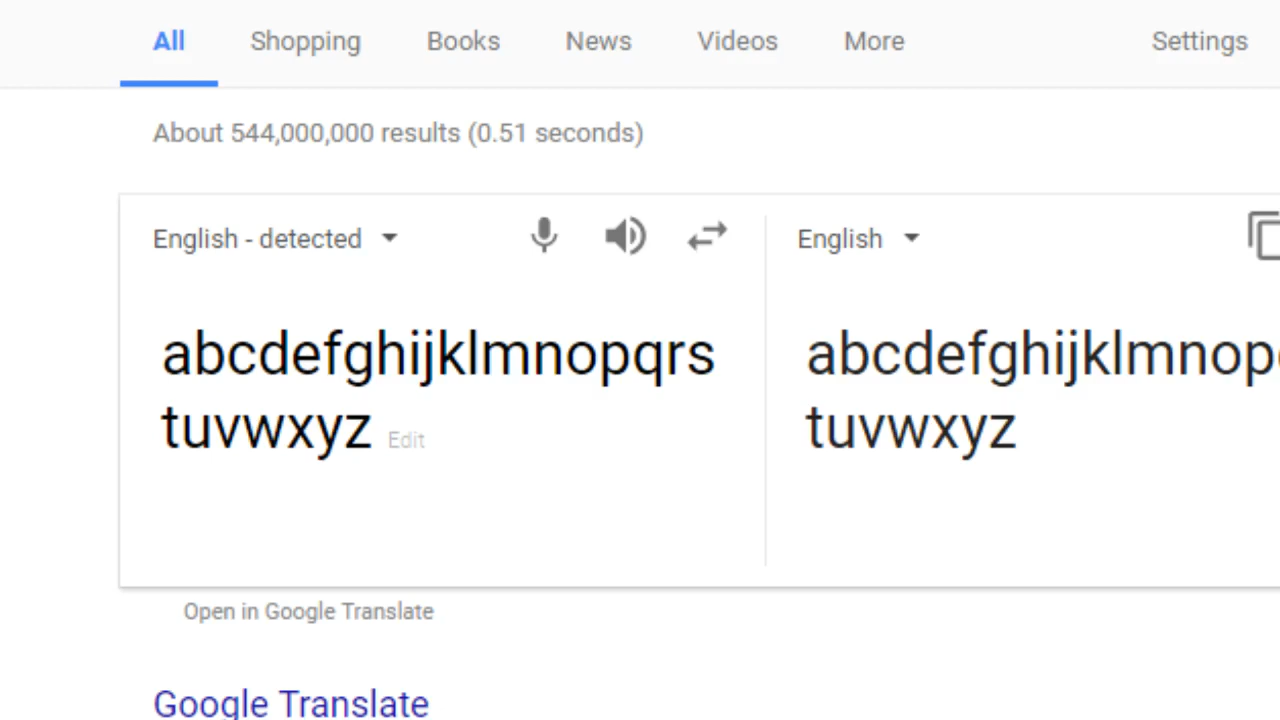 All Shopping Books News Videos More Settings
About 544,000,000 results (0.51 seconds)
English - detected English
abcdefghijklmnopqrs abcdefghijklmnop
tuvwxyz Edit tuvwxyz
Open in Google Translate
Google Translate